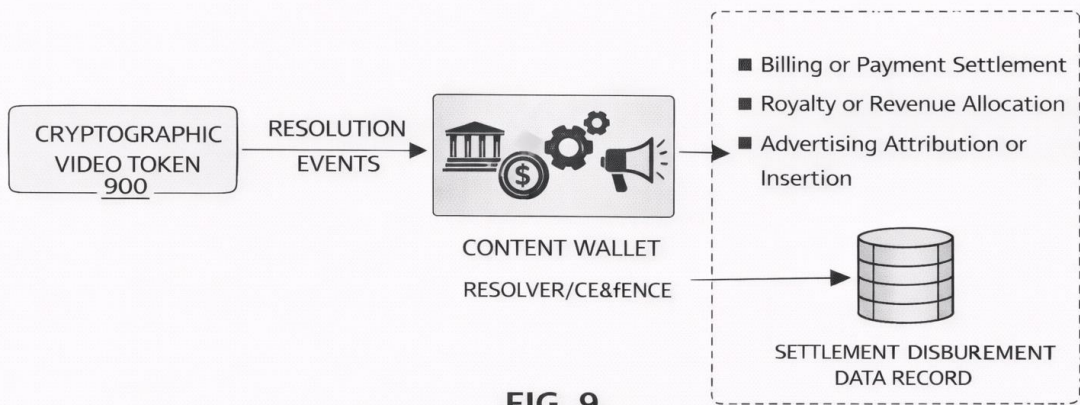 CRYPTOGRAPHIC
VIDEO TOKEN
900
RESOLUTION
EVENTS
$
CONTENT WALLET
RESOLVER/CE&fENCE
■ Billing or Payment Settlement
■ Royalty or Revenue Allocation
■ Advertising Attribution or
Insertion
SETTLEMENT DISBUREMENT
DATA RECORD
FIG. 9